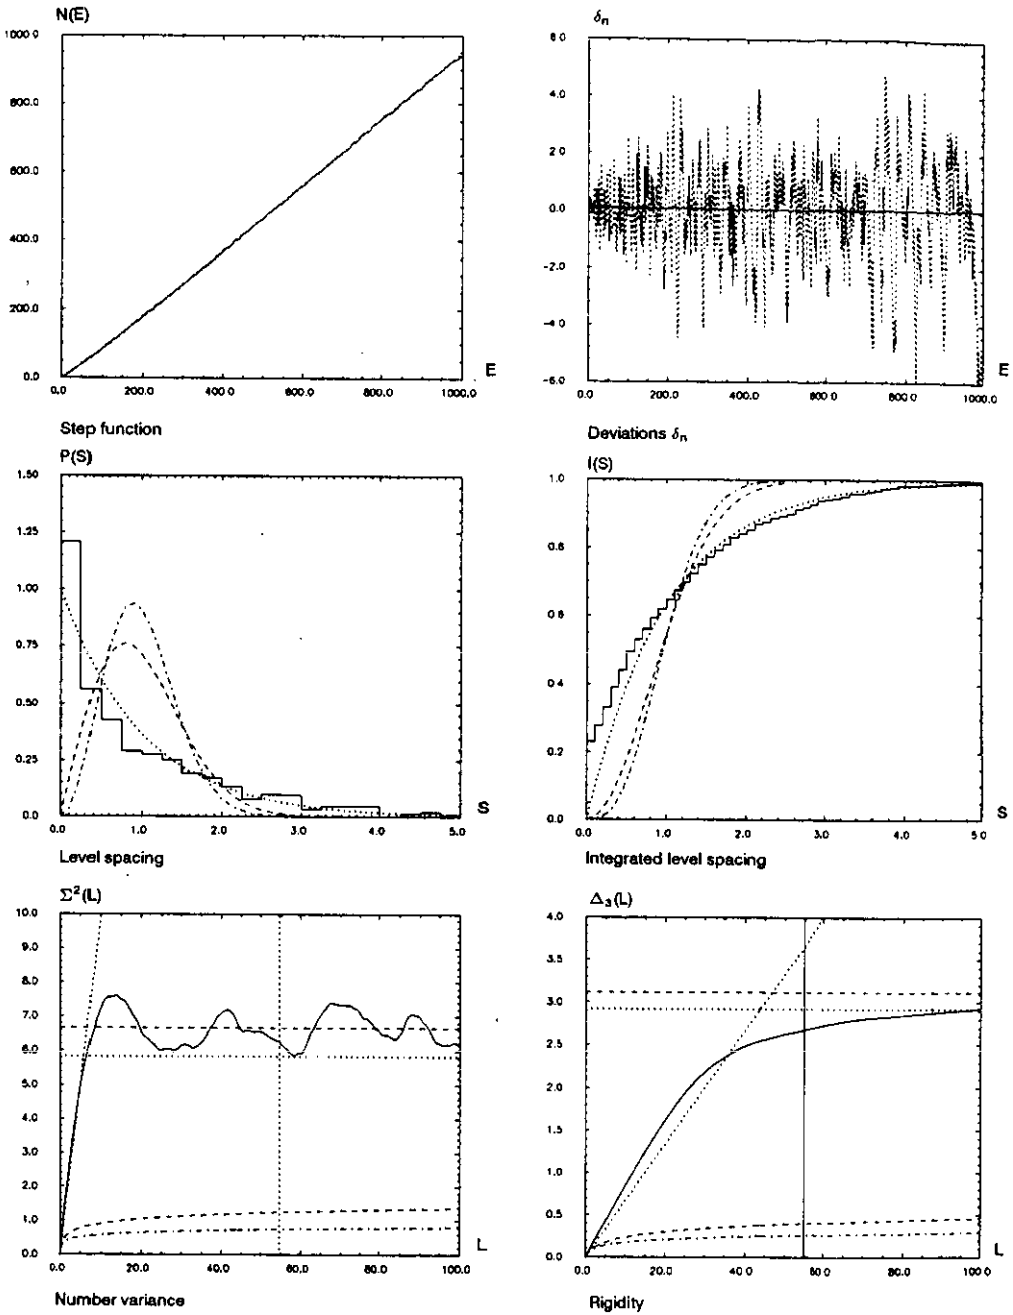 N(E)
1000.0
800.0
600.0
400.0
200.0
0.0
0.0 200.0 400.0 600.0 800.0 1000.0
E
Step function
δn
6.0
4.0
2.0
0.0
−2.0
−4.0
−6.0
0.0 200.0 400.0 600.0 800.0 1000.0
E
Deviations δn
P(S)
1.50
1.25
1.00
0.75
0.50
0.25
0.0
0.0 1.0 2.0 3.0 4.0 5.0
S
Level spacing
I(S)
1.0
0.8
0.6
0.4
0.2
0.0
0.0 1.0 2.0 3.0 4.0 5.0
S
Integrated level spacing
Σ²(L)
10.0
9.0
8.0
7.0
6.0
5.0
4.0
3.0
2.0
1.0
0.0
0.0 20.0 40.0 60.0 80.0 100.0
L
Number variance
Δ₃(L)
4.0
3.5
3.0
2.5
2.0
1.5
1.0
0.5
0.0
0.0 20.0 40.0 60.0 80.0 100.0
L
Rigidity